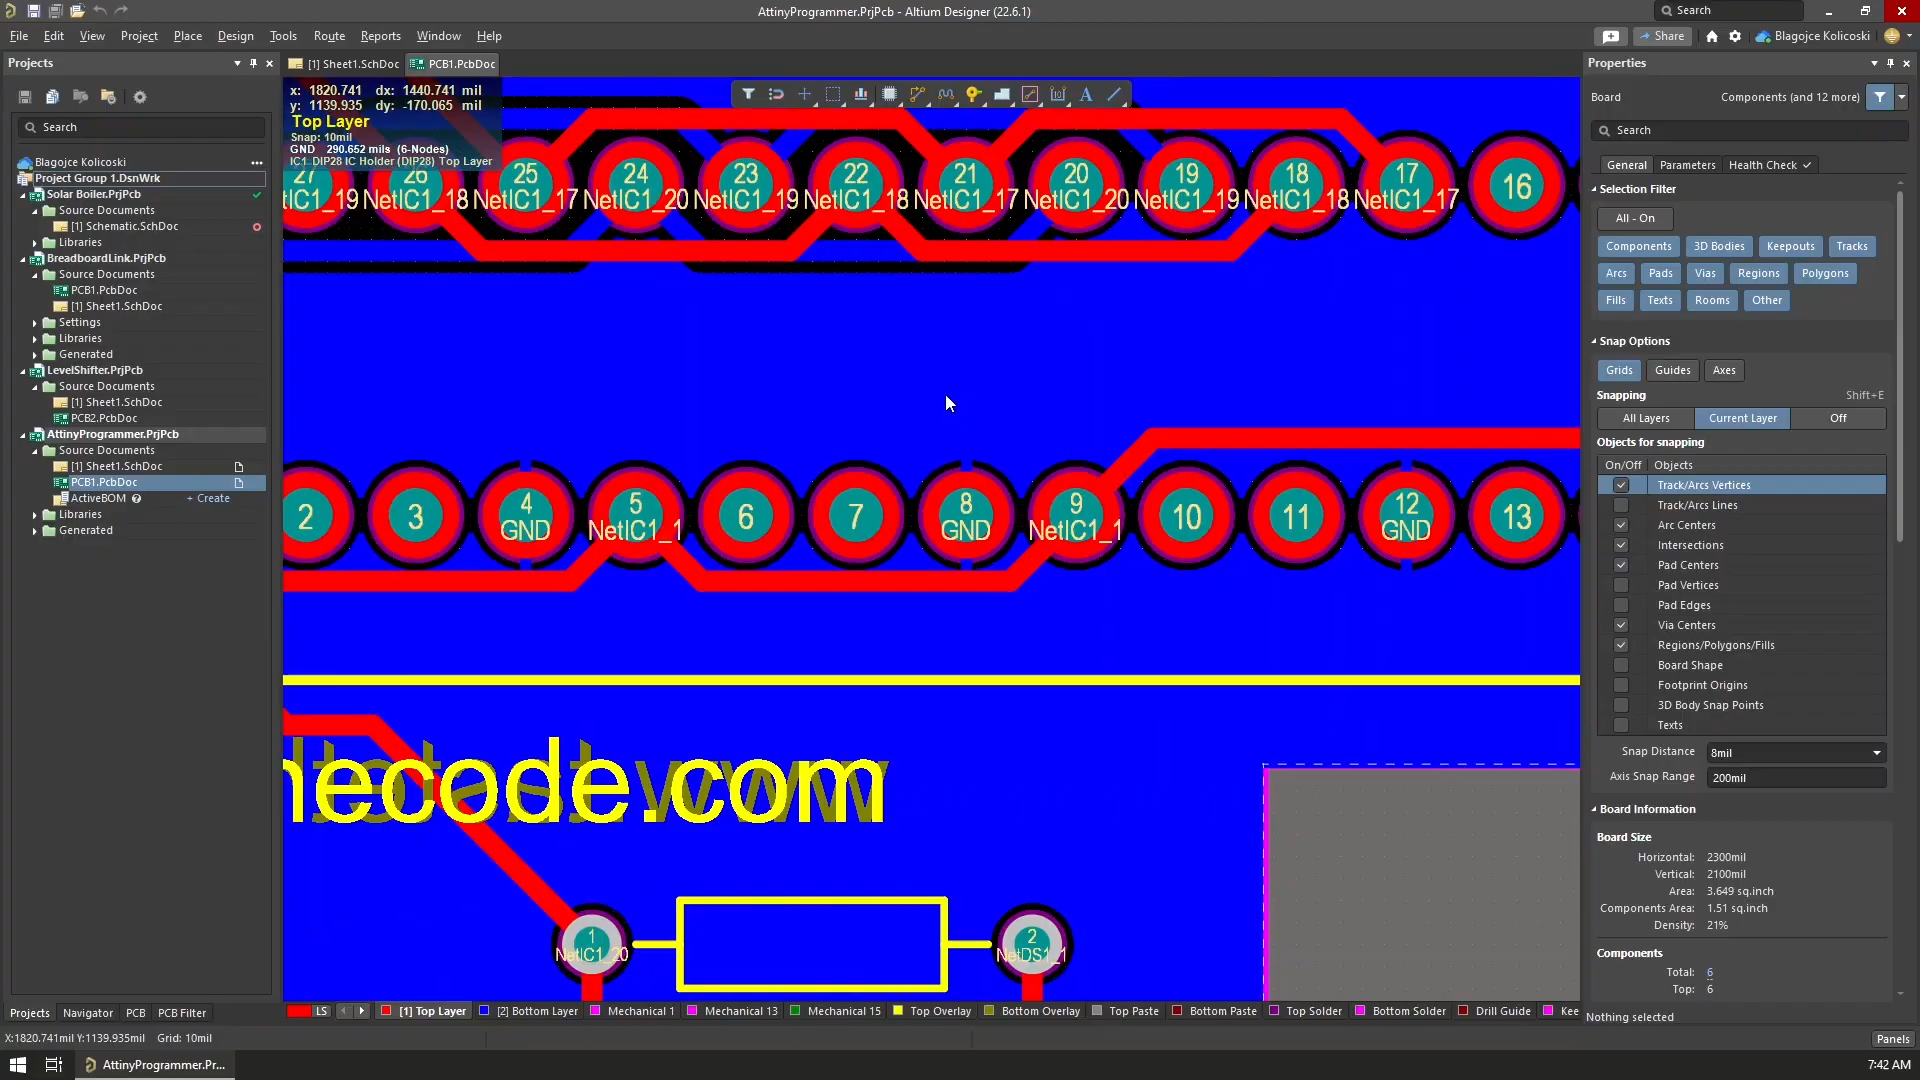 AttinyProgrammer.PrjPcb - Altium Designer (22.6.1)
Search
File Edit View Project Place Design Tools Route Reports Window Help
Share
Blagojce Kolicoski
Projects
[1] Sheet1.SchDoc
PCB1.PcbDoc
Properties
x: 1820.741 dx: 1440.741 mil
y: 1139.935 dy: -170.065 mil
Top Layer
Snap: 10mil
GND 290.652 mils (6-Nodes)
IC1 DIP28 IC Holder (DIP28) Top Layer
Board
Components (and 12 more)
Search
Search
Blagojce Kolicoski
Project Group 1.DsnWrk
Solar Boiler.PrjPcb
Source Documents
[1] Schematic.SchDoc
Libraries
BreadboardLink.PrjPcb
Source Documents
PCB1.PcbDoc
[1] Sheet1.SchDoc
Settings
Libraries
Generated
LevelShifter.PrjPcb
Source Documents
[1] Sheet1.SchDoc
PCB2.PcbDoc
AttinyProgrammer.PrjPcb
Source Documents
[1] Sheet1.SchDoc
PCB1.PcbDoc
ActiveBOM
+ Create
Libraries
Generated
27 26 25 24 23 22 21 20 19 18 17 16
tIC1_19 NetIC1_18 NetIC1_17 NetIC1_20 NetIC1_19 NetIC1_18 NetIC1_17 NetIC1_20 NetIC1_19 NetIC1_18 NetIC1_17
2 3 4 5 6 7 8 9 10 11 12 13
GND NetIC1_1 GND NetIC1_1 GND
necode.com
www
1
NetIC1_20
2
NetDS1_1
General Parameters Health Check
Selection Filter
All - On
Components 3D Bodies Keepouts Tracks
Arcs Pads Vias Regions Polygons
Fills Texts Rooms Other
Snap Options
Grids Guides Axes
Snapping Shift+E
All Layers Current Layer Off
Objects for snapping
On/Off Objects
Track/Arcs Vertices
Track/Arcs Lines
Arc Centers
Intersections
Pad Centers
Pad Vertices
Pad Edges
Via Centers
Regions/Polygons/Fills
Board Shape
Footprint Origins
3D Body Snap Points
Texts
Snap Distance 8mil
Axis Snap Range 200mil
Board Information
Board Size
Horizontal: 2300mil
Vertical: 2100mil
Area: 3.649 sq.inch
Components Area: 1.51 sq.inch
Density: 21%
Components
Total: 6
Top: 6
Nothing selected
Projects Navigator PCB PCB Filter
LS [1] Top Layer [2] Bottom Layer Mechanical 1 Mechanical 13 Mechanical 15 Top Overlay Bottom Overlay Top Paste Bottom Paste Top Solder Bottom Solder Drill Guide Kee
X:1820.741mil Y:1139.935mil Grid: 10mil
Panels
AttinyProgrammer.Pr...
7:42 AM